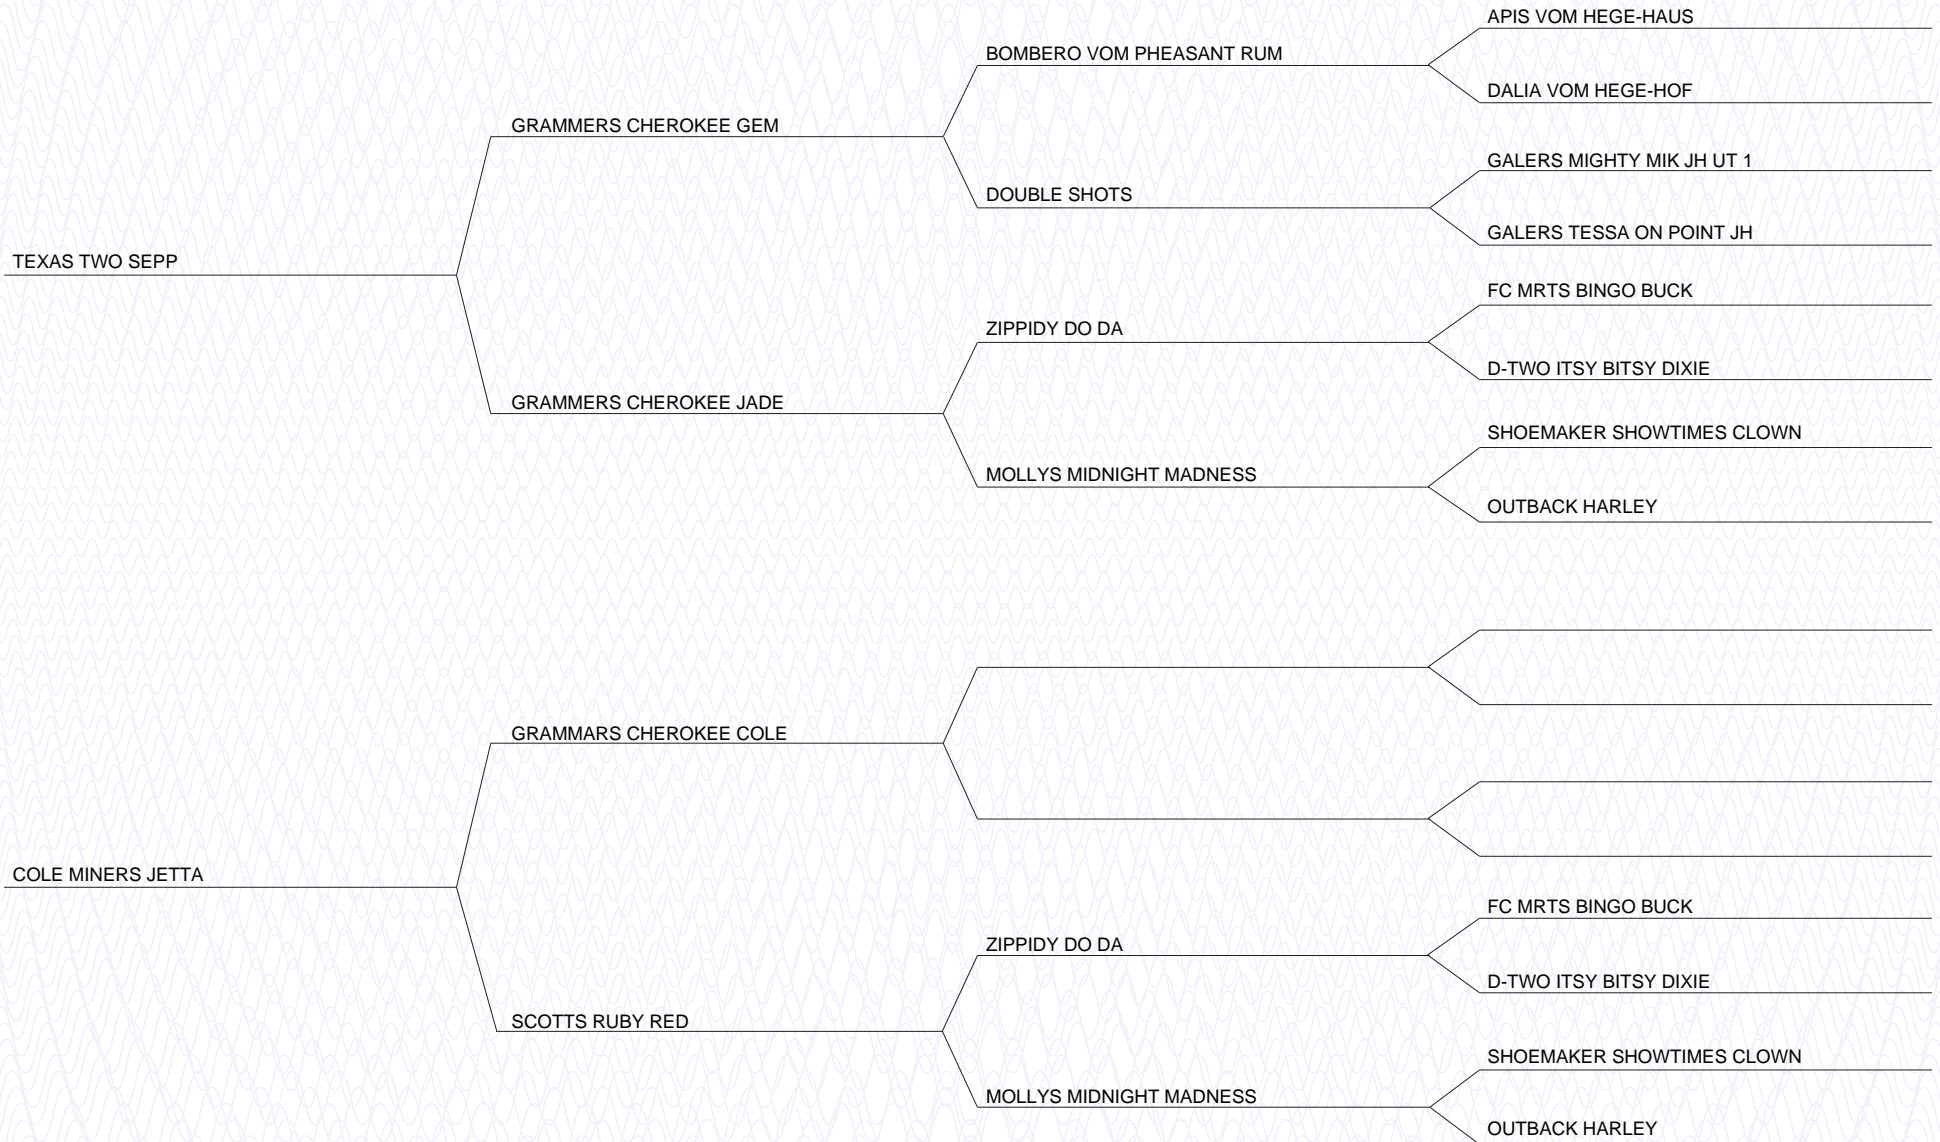 APIS VOM HEGE-HAUS
BOMBERO VOM PHEASANT RUM
DALIA VOM HEGE-HOF
GRAMMERS CHEROKEE GEM
GALERS MIGHTY MIK JH UT 1
DOUBLE SHOTS
GALERS TESSA ON POINT JH
TEXAS TWO SEPP
FC MRTS BINGO BUCK
ZIPPIDY DO DA
D-TWO ITSY BITSY DIXIE
GRAMMERS CHEROKEE JADE
SHOEMAKER SHOWTIMES CLOWN
MOLLYS MIDNIGHT MADNESS
OUTBACK HARLEY
GRAMMARS CHEROKEE COLE
COLE MINERS JETTA
FC MRTS BINGO BUCK
ZIPPIDY DO DA
D-TWO ITSY BITSY DIXIE
SCOTTS RUBY RED
SHOEMAKER SHOWTIMES CLOWN
MOLLYS MIDNIGHT MADNESS
OUTBACK HARLEY